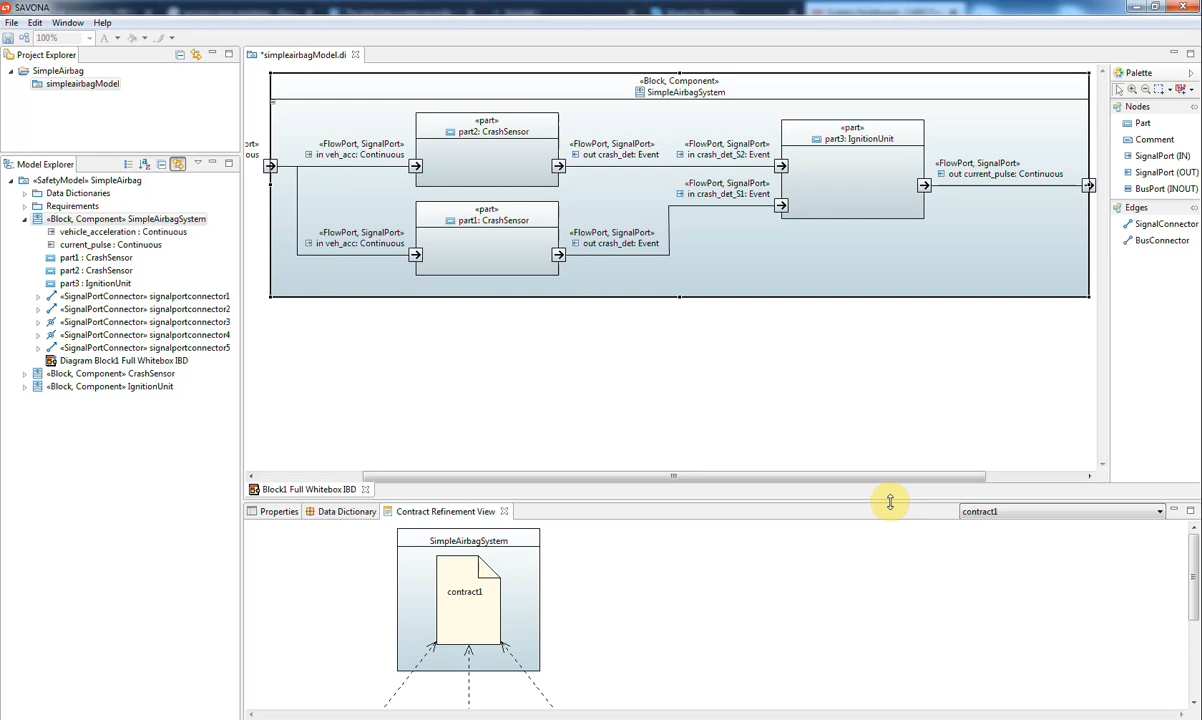 SAVONA
File Edit Window Help
100%
Project Explorer
SimpleAirbag
simpleairbagModel
Model Explorer
«SafetyModel» SimpleAirbag
Data Dictionaries
Requirements
«Block, Component» SimpleAirbagSystem
vehicle_acceleration : Continuous
current_pulse : Continuous
part1 : CrashSensor
part2 : CrashSensor
part3 : IgnitionUnit
«SignalPortConnector» signalportconnector1
«SignalPortConnector» signalportconnector2
«SignalPortConnector» signalportconnector3
«SignalPortConnector» signalportconnector4
«SignalPortConnector» signalportconnector5
Diagram Block1 Full Whitebox IBD
«Block, Component» CrashSensor
«Block, Component» IgnitionUnit
*simpleairbagModel.di
«Block, Component»
SimpleAirbagSystem
ort»
ous
«FlowPort, SignalPort»
in veh_acc: Continuous
«part»
part2: CrashSensor
«FlowPort, SignalPort»
out crash_det: Event
«FlowPort, SignalPort»
in crash_det_S2: Event
«part»
part3: IgnitionUnit
«FlowPort, SignalPort»
out current_pulse: Continuous
«FlowPort, SignalPort»
in crash_det_S1: Event
«FlowPort, SignalPort»
in veh_acc: Continuous
«part»
part1: CrashSensor
«FlowPort, SignalPort»
out crash_det: Event
Palette
Nodes
Part
Comment
SignalPort (IN)
SignalPort (OUT)
BusPort (INOUT)
Edges
SignalConnector
BusConnector
Block1 Full Whitebox IBD
Properties
Data Dictionary
Contract Refinement View
contract1
SimpleAirbagSystem
contract1